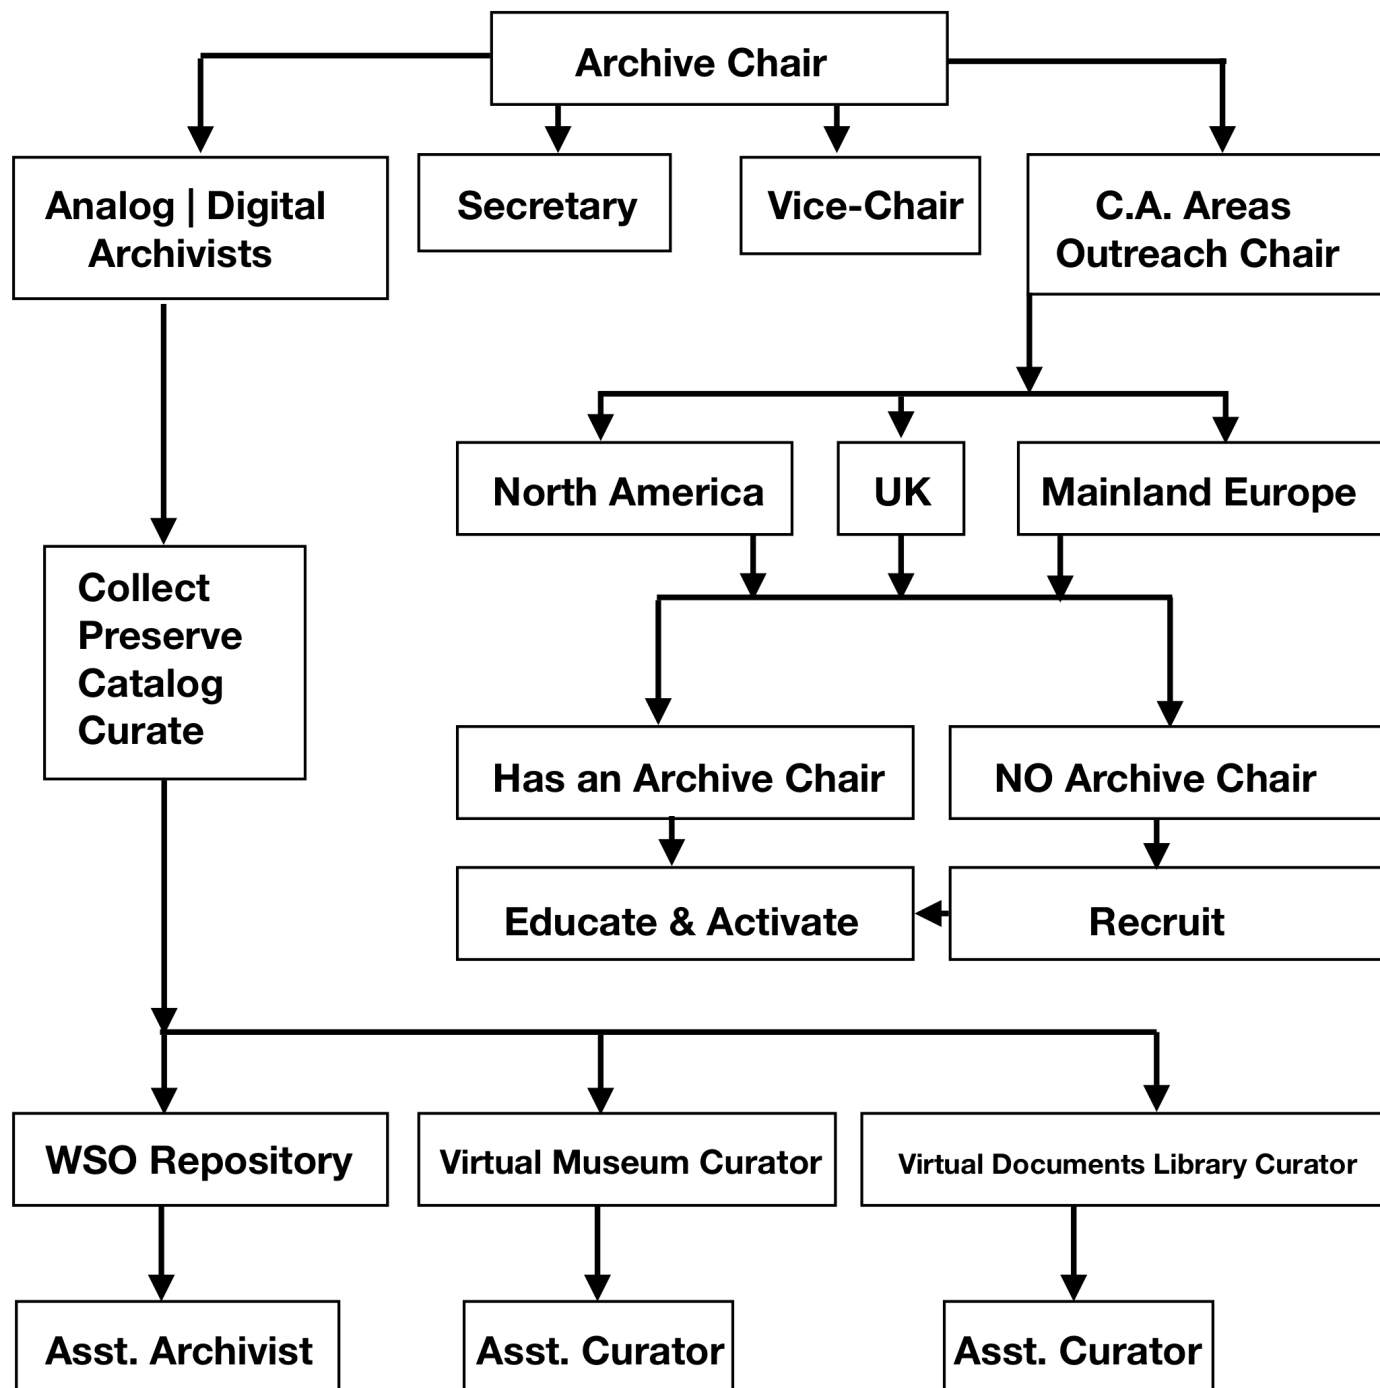 Archive Chair
Analog | Digital
Archivists
Secretary
Vice-Chair
C.A. Areas
Outreach Chair
North America
UK
Mainland Europe
Collect
Preserve
Catalog
Curate
Has an Archive Chair
NO Archive Chair
Educate & Activate
Recruit
WSO Repository
Virtual Museum Curator
Virtual Documents Library Curator
Asst. Archivist
Asst. Curator
Asst. Curator